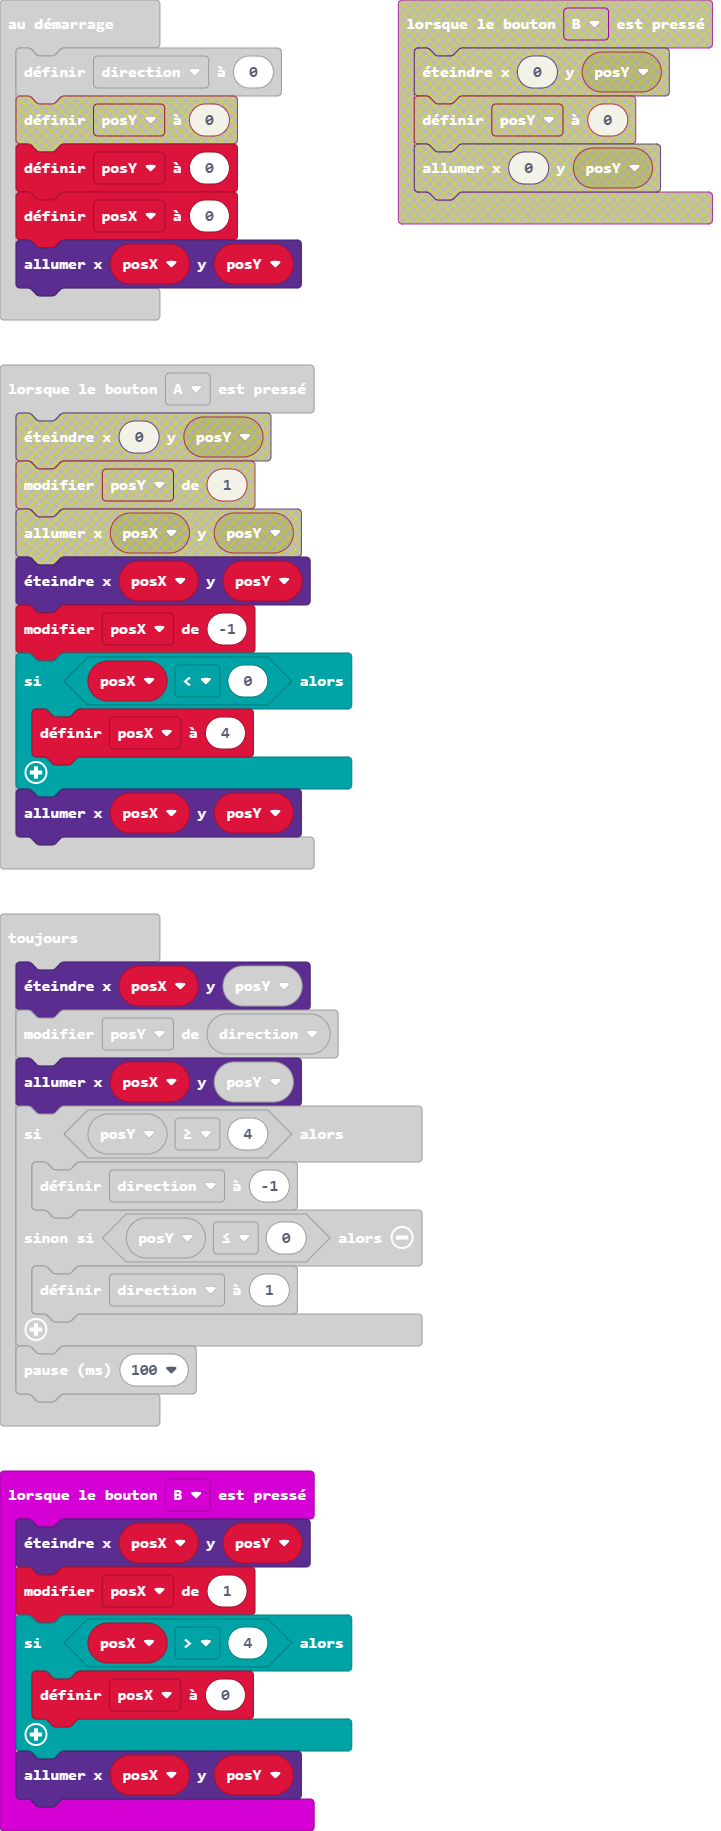 au démarrage
définir direction à 0
définir posY à 0
définir posY à 0
définir posX à 0
allumer x posX y posY
lorsque le bouton B est pressé
éteindre x 0 y posY
définir posY à 0
allumer x 0 y posY
lorsque le bouton A est pressé
éteindre x 0 y posY
modifier posY de 1
allumer x posX y posY
éteindre x posX y posY
modifier posX de -1
si posX < 0 alors
définir posX à 4
allumer x posX y posY
toujours
éteindre x posX y posY
modifier posY de direction
allumer x posX y posY
si posY ≥ 4 alors
définir direction à -1
sinon si posY ≤ 0 alors
définir direction à 1
pause (ms) 100
lorsque le bouton B est pressé
éteindre x posX y posY
modifier posX de 1
si posX > 4 alors
définir posX à 0
allumer x posX y posY